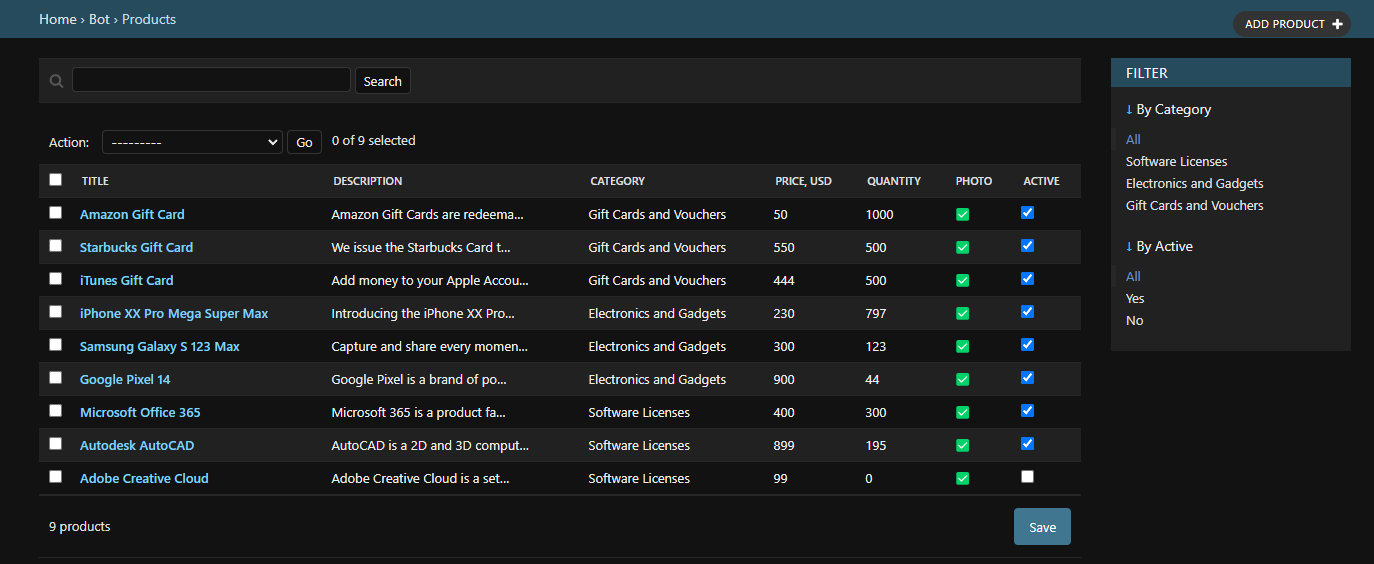 Home › Bot › Products
ADD PRODUCT +
Search
Action: --------- Go 0 of 9 selected
TITLE DESCRIPTION CATEGORY PRICE, USD QUANTITY PHOTO ACTIVE
Amazon Gift Card Amazon Gift Cards are redeema... Gift Cards and Vouchers 50 1000
Starbucks Gift Card We issue the Starbucks Card t... Gift Cards and Vouchers 550 500
iTunes Gift Card Add money to your Apple Accou... Gift Cards and Vouchers 444 500
iPhone XX Pro Mega Super Max Introducing the iPhone XX Pro... Electronics and Gadgets 230 797
Samsung Galaxy S 123 Max Capture and share every momen... Electronics and Gadgets 300 123
Google Pixel 14 Google Pixel is a brand of po... Electronics and Gadgets 900 44
Microsoft Office 365 Microsoft 365 is a product fa... Software Licenses 400 300
Autodesk AutoCAD AutoCAD is a 2D and 3D comput... Software Licenses 899 195
Adobe Creative Cloud Adobe Creative Cloud is a set... Software Licenses 99 0
9 products
Save
FILTER
↓ By Category
All
Software Licenses
Electronics and Gadgets
Gift Cards and Vouchers
↓ By Active
All
Yes
No